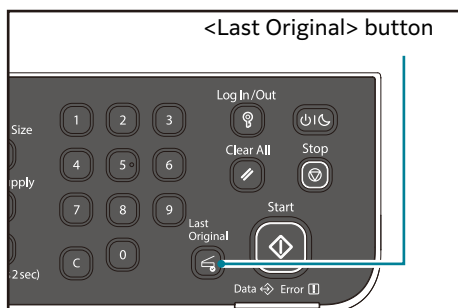 <Last Original> button
Log In/Out
Size
1
2
3
Clear All
Stop
4
5
6
pply
7
8
9
Last
Original
Start
C
0
2 sec)
Data
Error